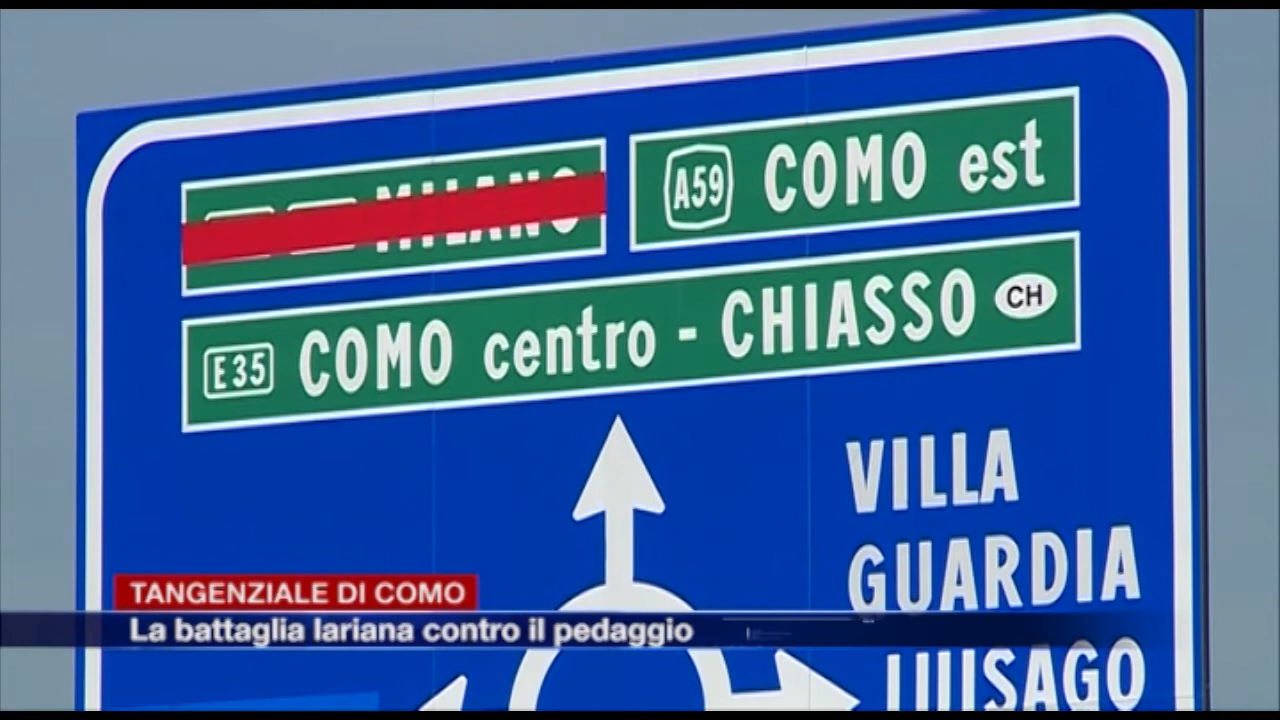 MILANO
A59 COMO est
E35 COMO centro - CHIASSO CH
VILLA
GUARDIA
LUISAGO
TANGENZIALE DI COMO
La battaglia lariana contro il pedaggio